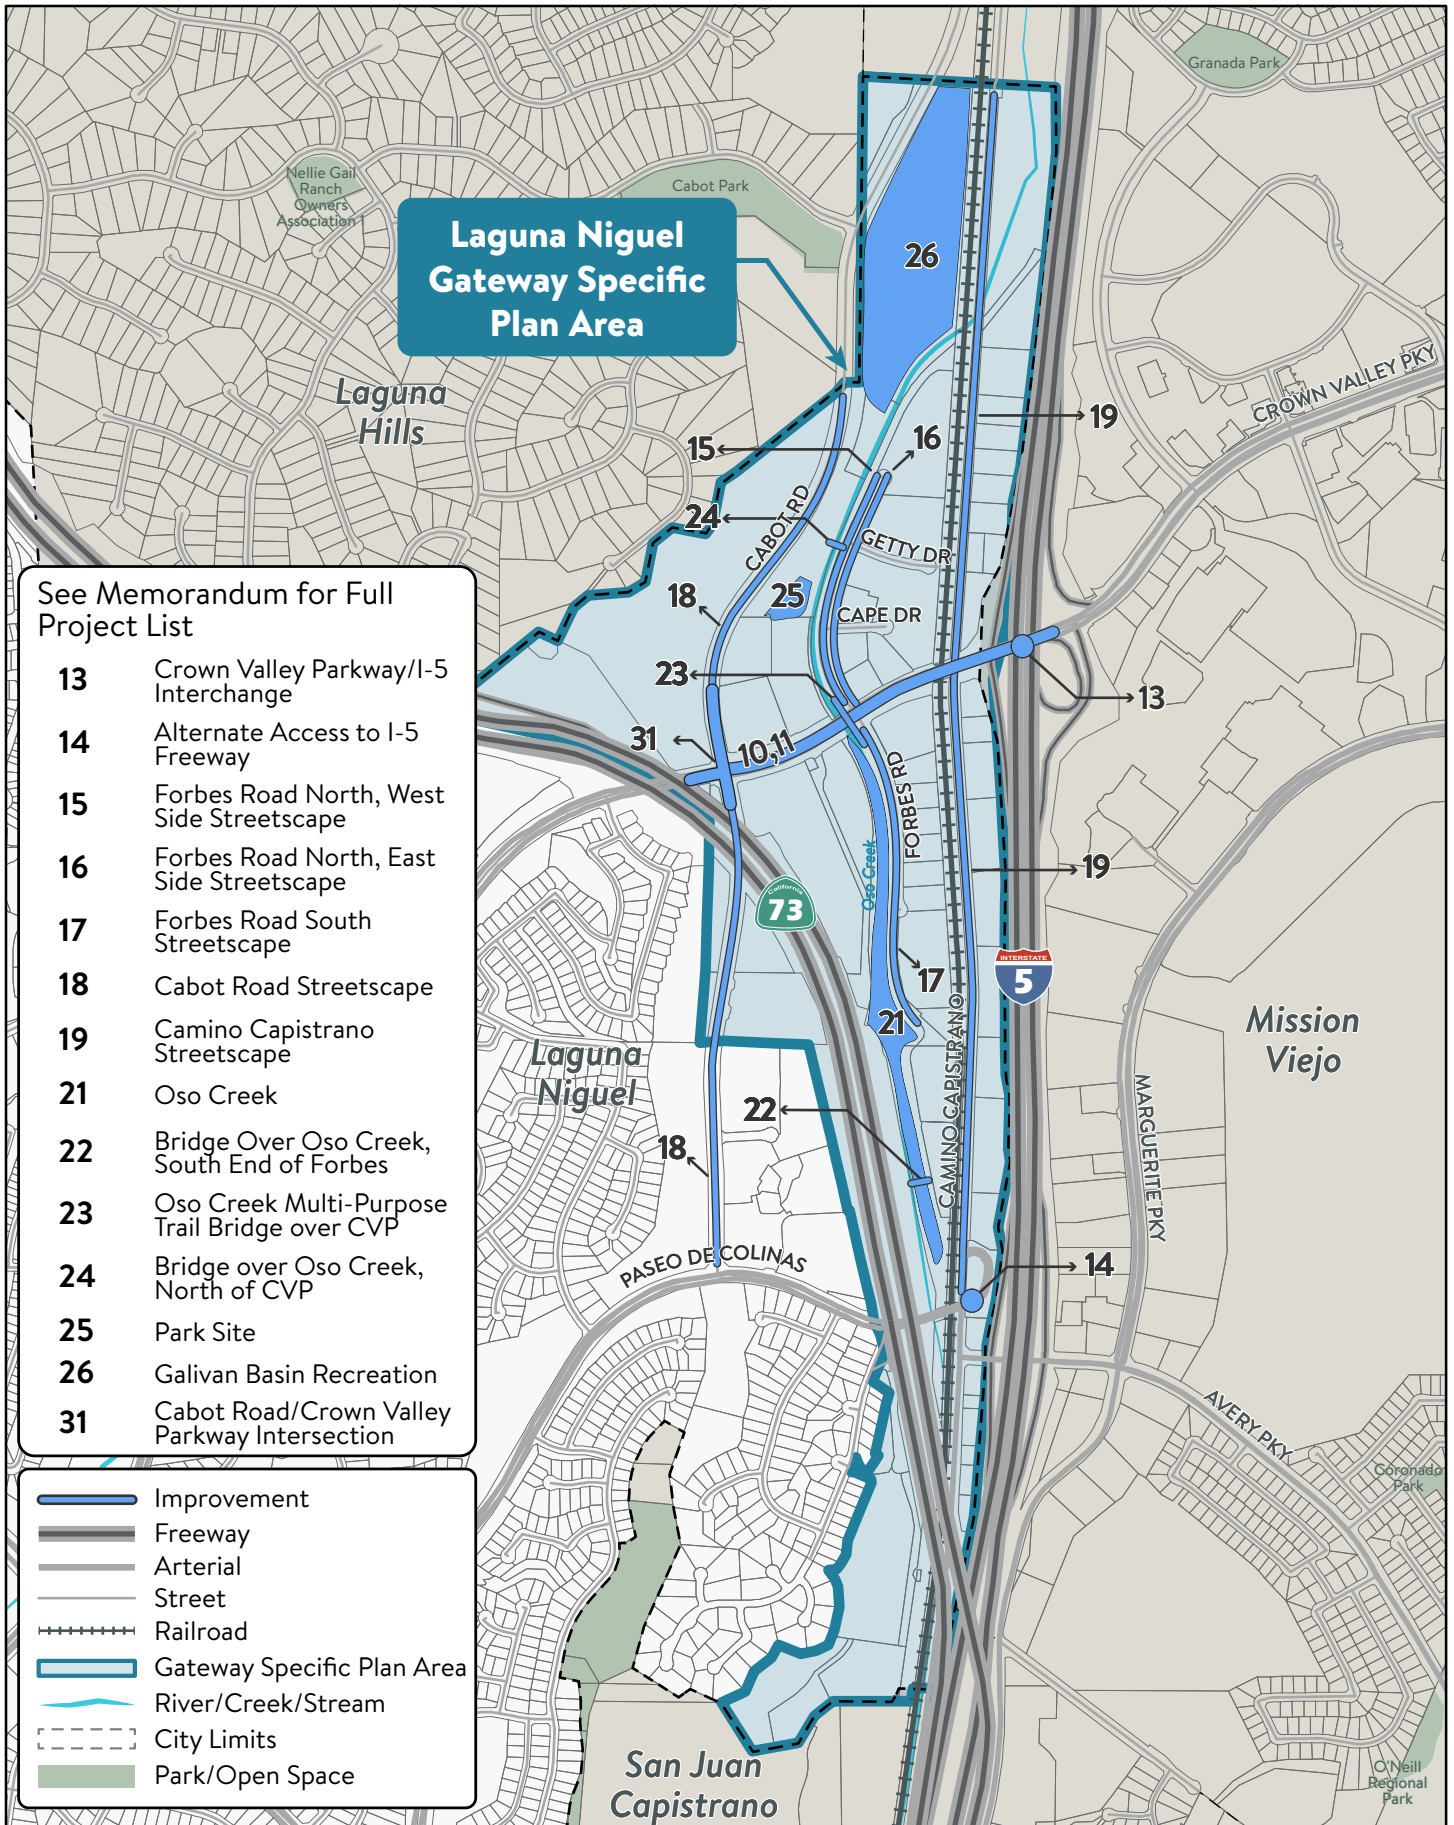 Granada Park
Nellie Gail
Ranch
Owners
Association 1
Cabot Park
Laguna Niguel
Gateway Specific
Plan Area
26
Laguna
Hills
CROWN VALLEY PKY
19
15
16
24
CABOT RD
GETTY DR
18
25
CAPE DR
23
13
31
10,11
FORBES RD
Oso Creek
19
California
73
INTERSTATE
5
17
21
CAMINO CAPISTRANO
Mission
Viejo
Laguna
Niguel
22
18
MARGUERITE PKY
PASEO DE COLINAS
14
AVERY PKY
Coronado
Park
San Juan
Capistrano
O'Neill
Regional
Park
See Memorandum for Full
Project List
13 Crown Valley Parkway/I-5
Interchange
14 Alternate Access to I-5
Freeway
15 Forbes Road North, West
Side Streetscape
16 Forbes Road North, East
Side Streetscape
17 Forbes Road South
Streetscape
18 Cabot Road Streetscape
19 Camino Capistrano
Streetscape
21 Oso Creek
22 Bridge Over Oso Creek,
South End of Forbes
23 Oso Creek Multi-Purpose
Trail Bridge over CVP
24 Bridge over Oso Creek,
North of CVP
25 Park Site
26 Galivan Basin Recreation
31 Cabot Road/Crown Valley
Parkway Intersection
Improvement
Freeway
Arterial
Street
Railroad
Gateway Specific Plan Area
River/Creek/Stream
City Limits
Park/Open Space